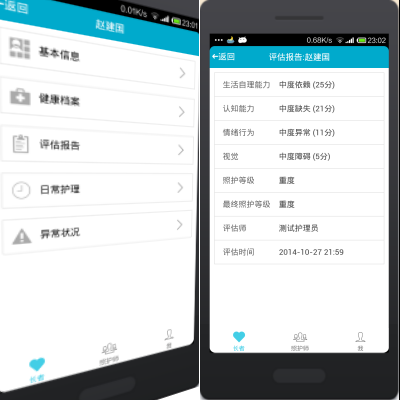 0.01K/s 23:01
返回 赵建国
基本信息
健康档案
评估报告
日常护理
异常状况
长者 照护师 我
0.68K/s 23:02
返回 评估报告:赵建国
生活自理能力 中度依赖 (25分)
认知能力 中度缺失 (21分)
情绪行为 中度异常 (11分)
视觉 中度障碍 (5分)
照护等级 重度
最终照护等级 重度
评估师 测试护理员
评估时间 2014-10-27 21:59
长者 照护师 我